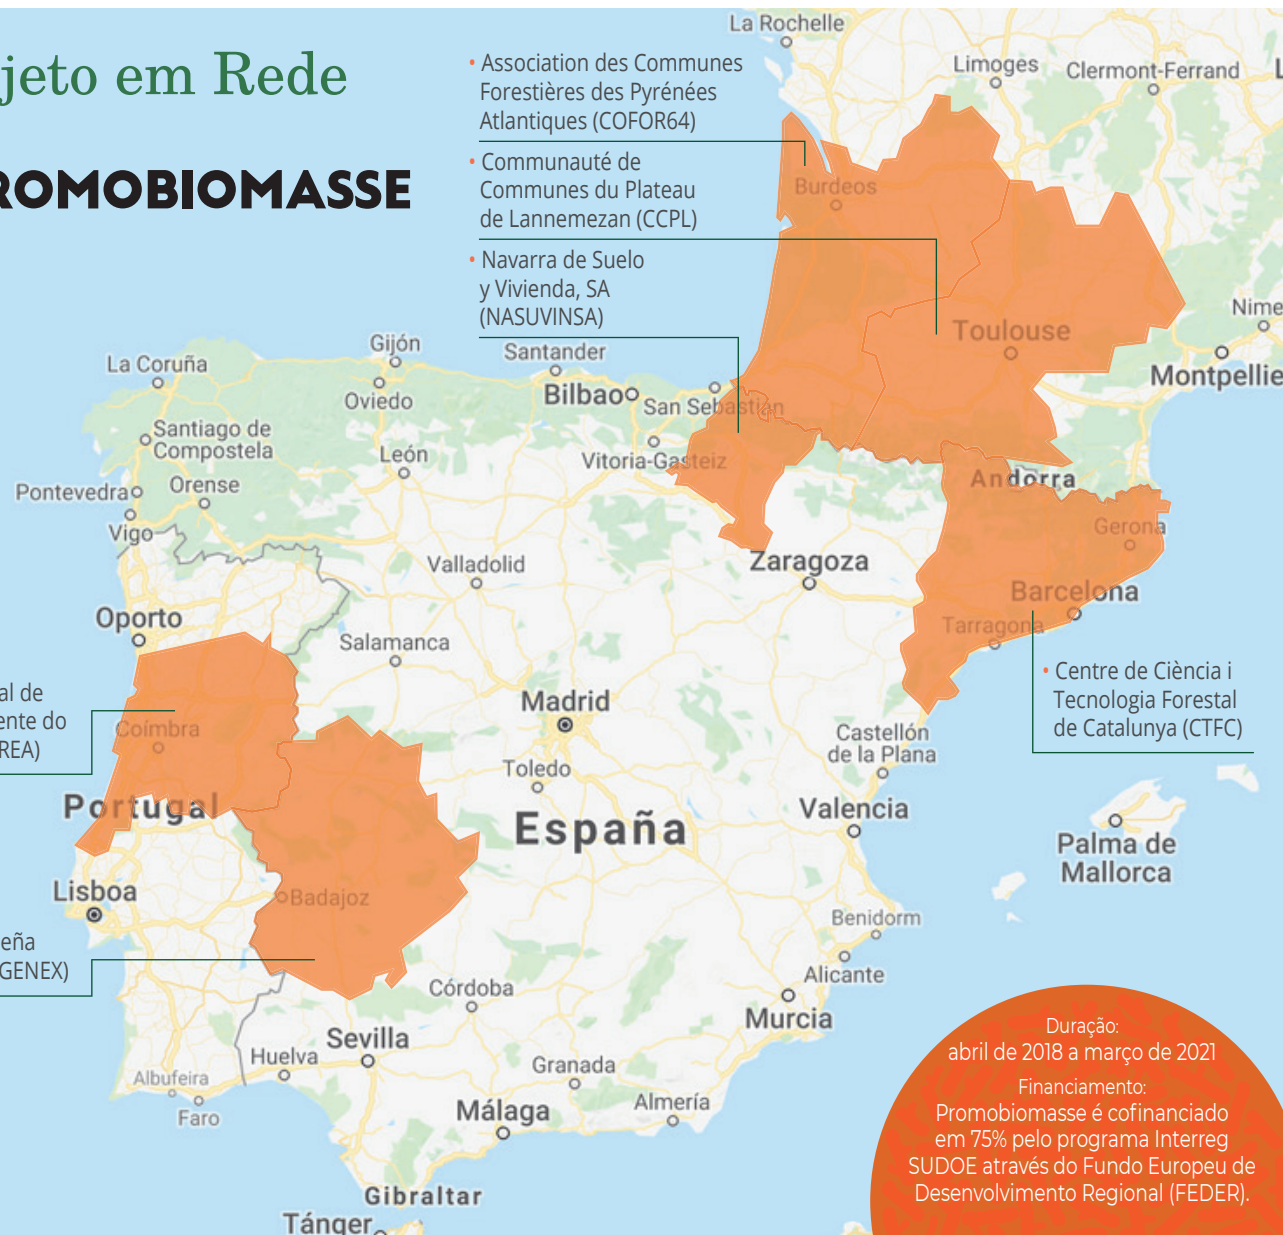 jeto em Rede
ROMOBIOMASSE
• Association des Communes
Forestières des Pyrénées
Atlantiques (COFOR64)
• Communauté de
Communes du Plateau
de Lannemezan (CCPL)
• Navarra de Suelo
y Vivienda, SA
(NASUVINSA)
La Rochelle
Limoges
Clermont-Ferrand
L
Burdeos
Toulouse
Nime
Montpellie
Gijón
La Coruña
Santander
Bilbao
San Sebastián
Oviedo
Santiago de
Compostela
León
Vitoria-Gasteiz
Pontevedra
Orense
Andorra
Vigo
Gerona
Valladolid
Zaragoza
Barcelona
Oporto
Tarragona
Salamanca
• Centre de Ciència i
Tecnologia Forestal
de Catalunya (CTFC)
al de
ente do
REA)
Madrid
Coímbra
Castellón
de la Plana
Toledo
Portugal
España
Valencia
Palma de
Mallorca
Lisboa
Badajoz
Benidorm
eña
GENEX)
Alicante
Córdoba
Murcia
Sevilla
Huelva
Granada
Albufeira
Faro
Málaga
Almería
Gibraltar
Tánger
Duração:
abril de 2018 a março de 2021
Financiamento:
Promobiomasse é cofinanciado
em 75% pelo programa Interreg
SUDOE através do Fundo Europeu de
Desenvolvimento Regional (FEDER).